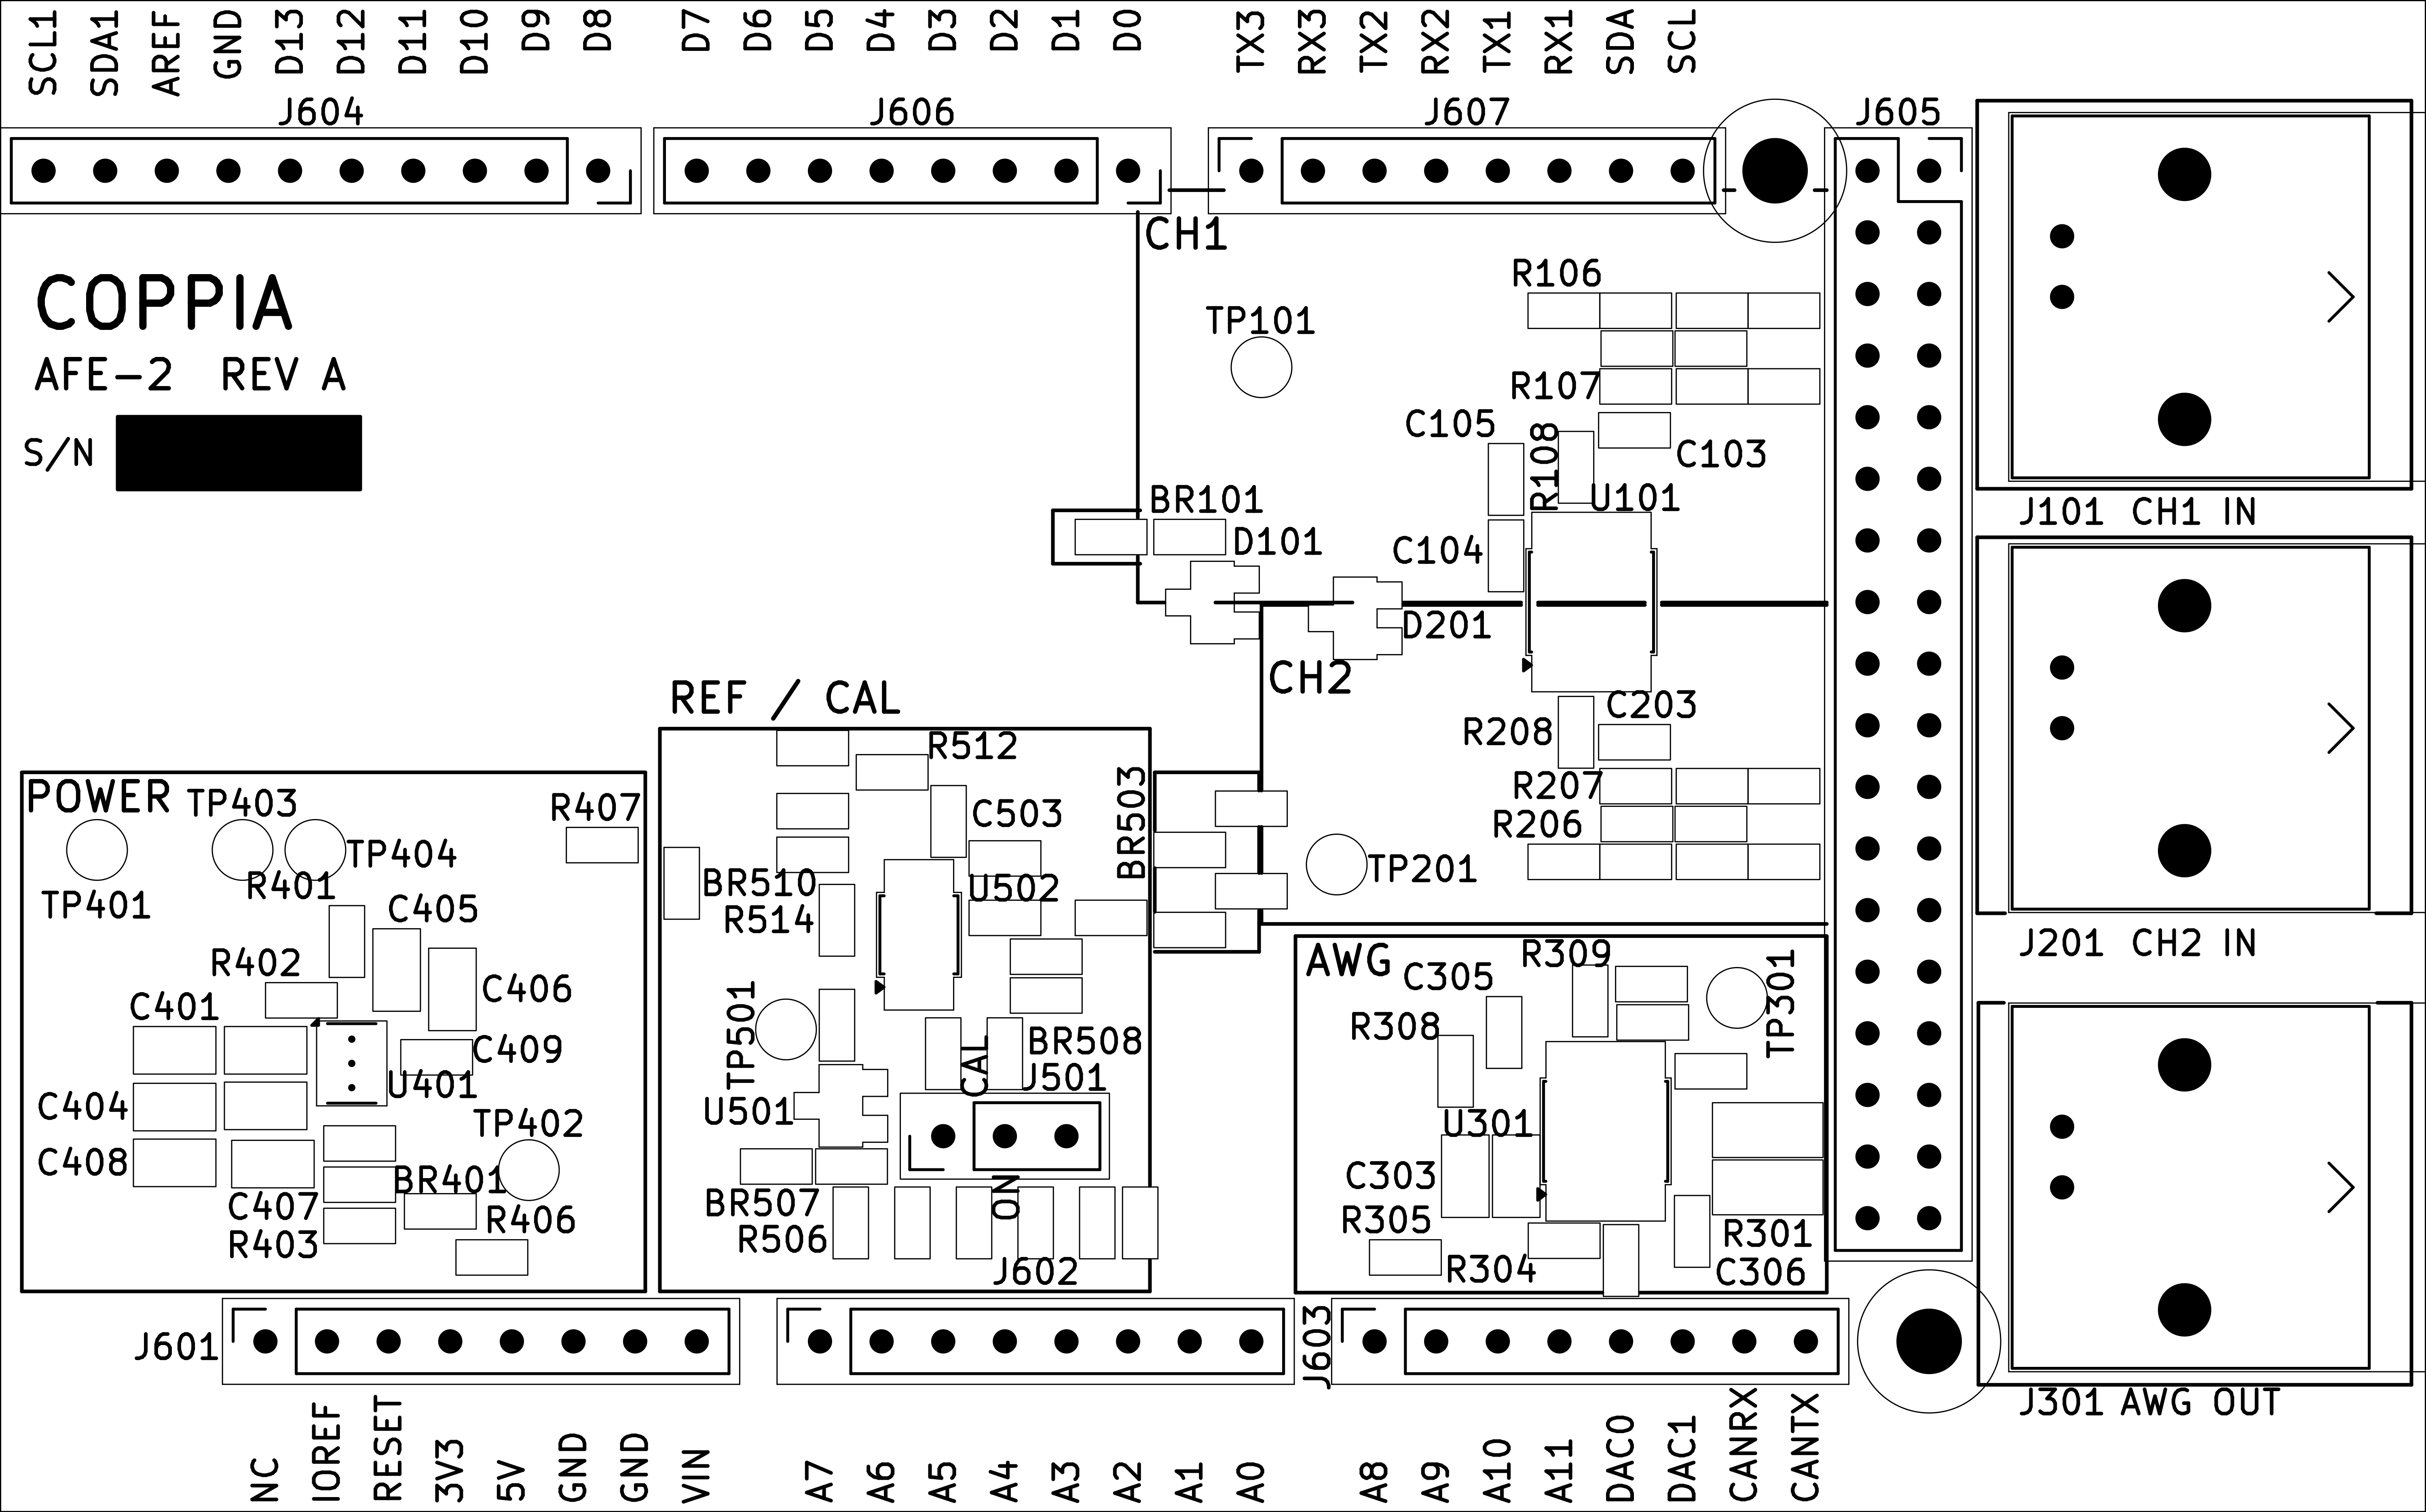 SCL1
SDA1
AREF
GND
D13
D12
D11
D10
D9
D8
D7
D6
D5
D4
D3
D2
D1
D0
TX3
RX3
TX2
RX2
TX1
RX1
SDA
SCL
J604
J606
J607
J605
CH1
COPPIA
AFE-2 REV A
S/N
R106
TP101
R107
C105
R108
C103
BR101
U101
J101 CH1 IN
D101
C104
D201
CH2
REF / CAL
C203
R208
R512
POWER
TP403
R407
C503
BR503
R207
R206
TP404
TP201
R401
BR510
U502
TP401
C405
R514
J201 CH2 IN
R402
AWG
R309
C305
TP301
C406
C401
TP501
R308
BR508
C409
CAL
U401
J501
C404
U501
TP402
U301
C408
BR401
C303
C407
BR507
ON
R406
R305
R403
R506
R301
J602
R304
C306
J601
J603
J301 AWG OUT
NC
IOREF
RESET
3V3
5V
GND
GND
VIN
A7
A6
A5
A4
A3
A2
A1
A0
A8
A9
A10
A11
DAC0
DAC1
CANRX
CANTX